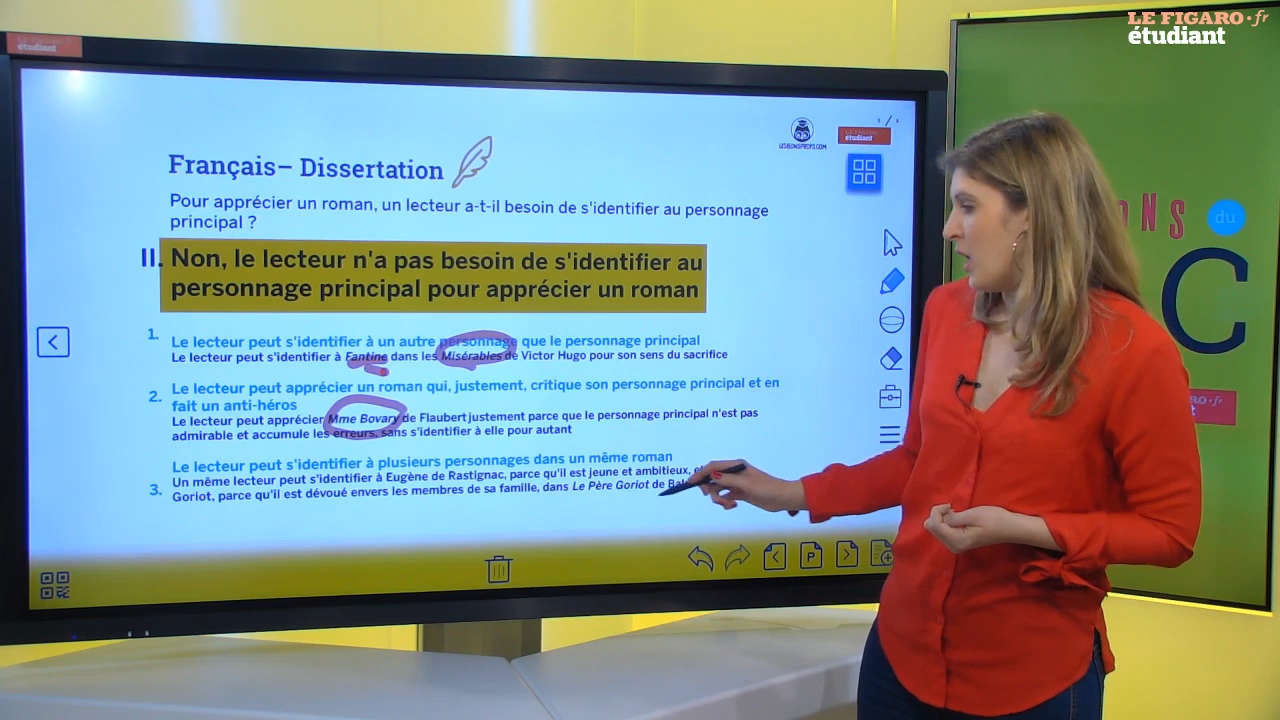 LE FIGARO·fr
étudiant
étudiant
LESBONSPROFS.COM
étudiant
Français– Dissertation
Pour apprécier un roman, un lecteur a-t-il besoin de s'identifier au personnage
principal ?
II. Non, le lecteur n'a pas besoin de s'identifier au
personnage principal pour apprécier un roman
1. Le lecteur peut s'identifier à un autre personnage que le personnage principal
Le lecteur peut s'identifier à Fantine dans les Misérables de Victor Hugo pour son sens du sacrifice
2. Le lecteur peut apprécier un roman qui, justement, critique son personnage principal et en
fait un anti-héros
Le lecteur peut apprécier Mme Bovary de Flaubert justement parce que le personnage principal n'est pas
admirable et accumule les erreurs, sans s'identifier à elle pour autant
Le lecteur peut s'identifier à plusieurs personnages dans un même roman
Un même lecteur peut s'identifier à Eugène de Rastignac, parce qu'il est jeune et ambitieux,
3. Goriot, parce qu'il est dévoué envers les membres de sa famille, dans Le Père Goriot de
P
du
C